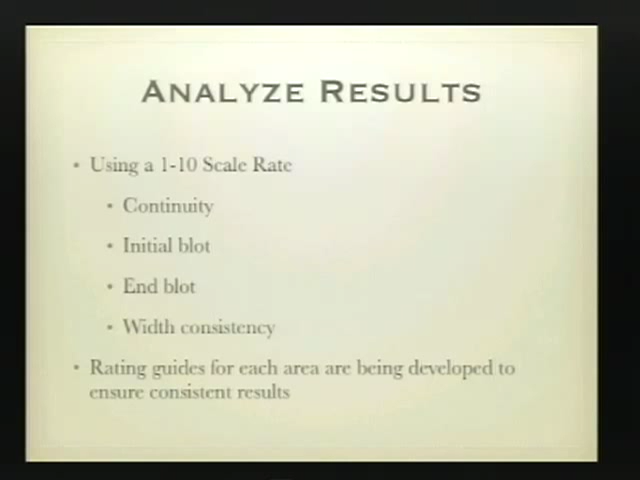 ANALYZE RESULTS
• Using a 1-10 Scale Rate
• Continuity
• Initial blot
• End blot
• Width consistency
• Rating guides for each area are being developed to
ensure consistent results